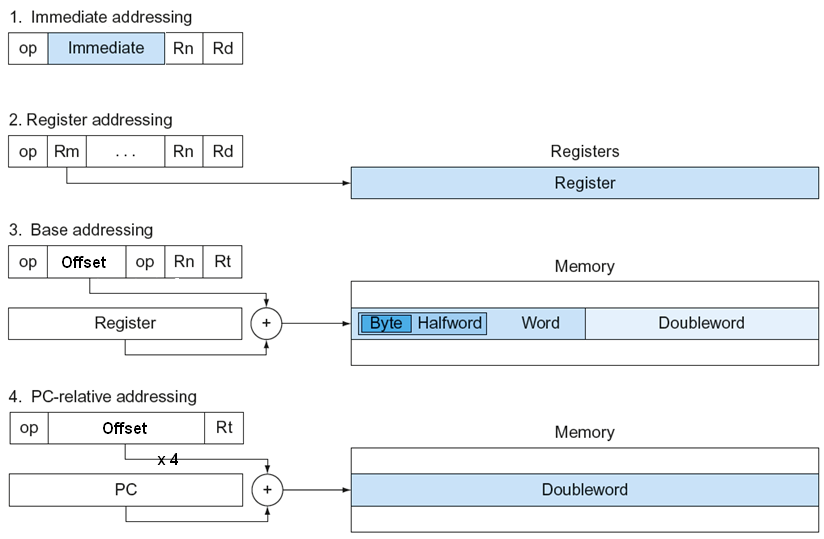 1. Immediate addressing
op Immediate Rn Rd
2. Register addressing
op Rm ... Rn Rd
Registers
Register
3. Base addressing
op Offset op Rn Rt
Memory
Register +
Byte Halfword Word Doubleword
4. PC-relative addressing
op Offset Rt
Memory
x 4
PC + Doubleword